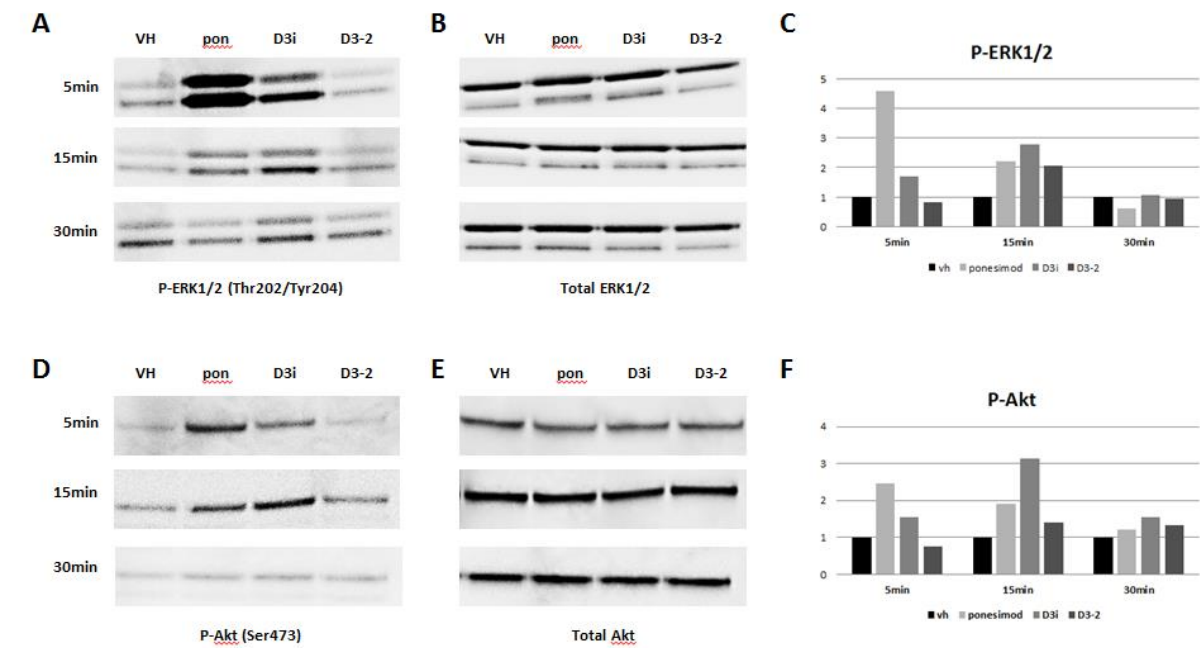 A
VH pon D3i D3-2
5min
15min
30min
P-ERK1/2 (Thr202/Tyr204)
B
VH pon D3i D3-2
Total ERK1/2
C
P-ERK1/2
5
4
3
2
1
0
5min 15min 30min
vh ponesimod D3i D3-2
D
VH pon D3i D3-2
5min
15min
30min
P-Akt (Ser473)
E
VH pon D3i D3-2
Total Akt
F
P-Akt
4
3
2
1
0
5min 15min 30min
vh ponesimod D3i D3-2